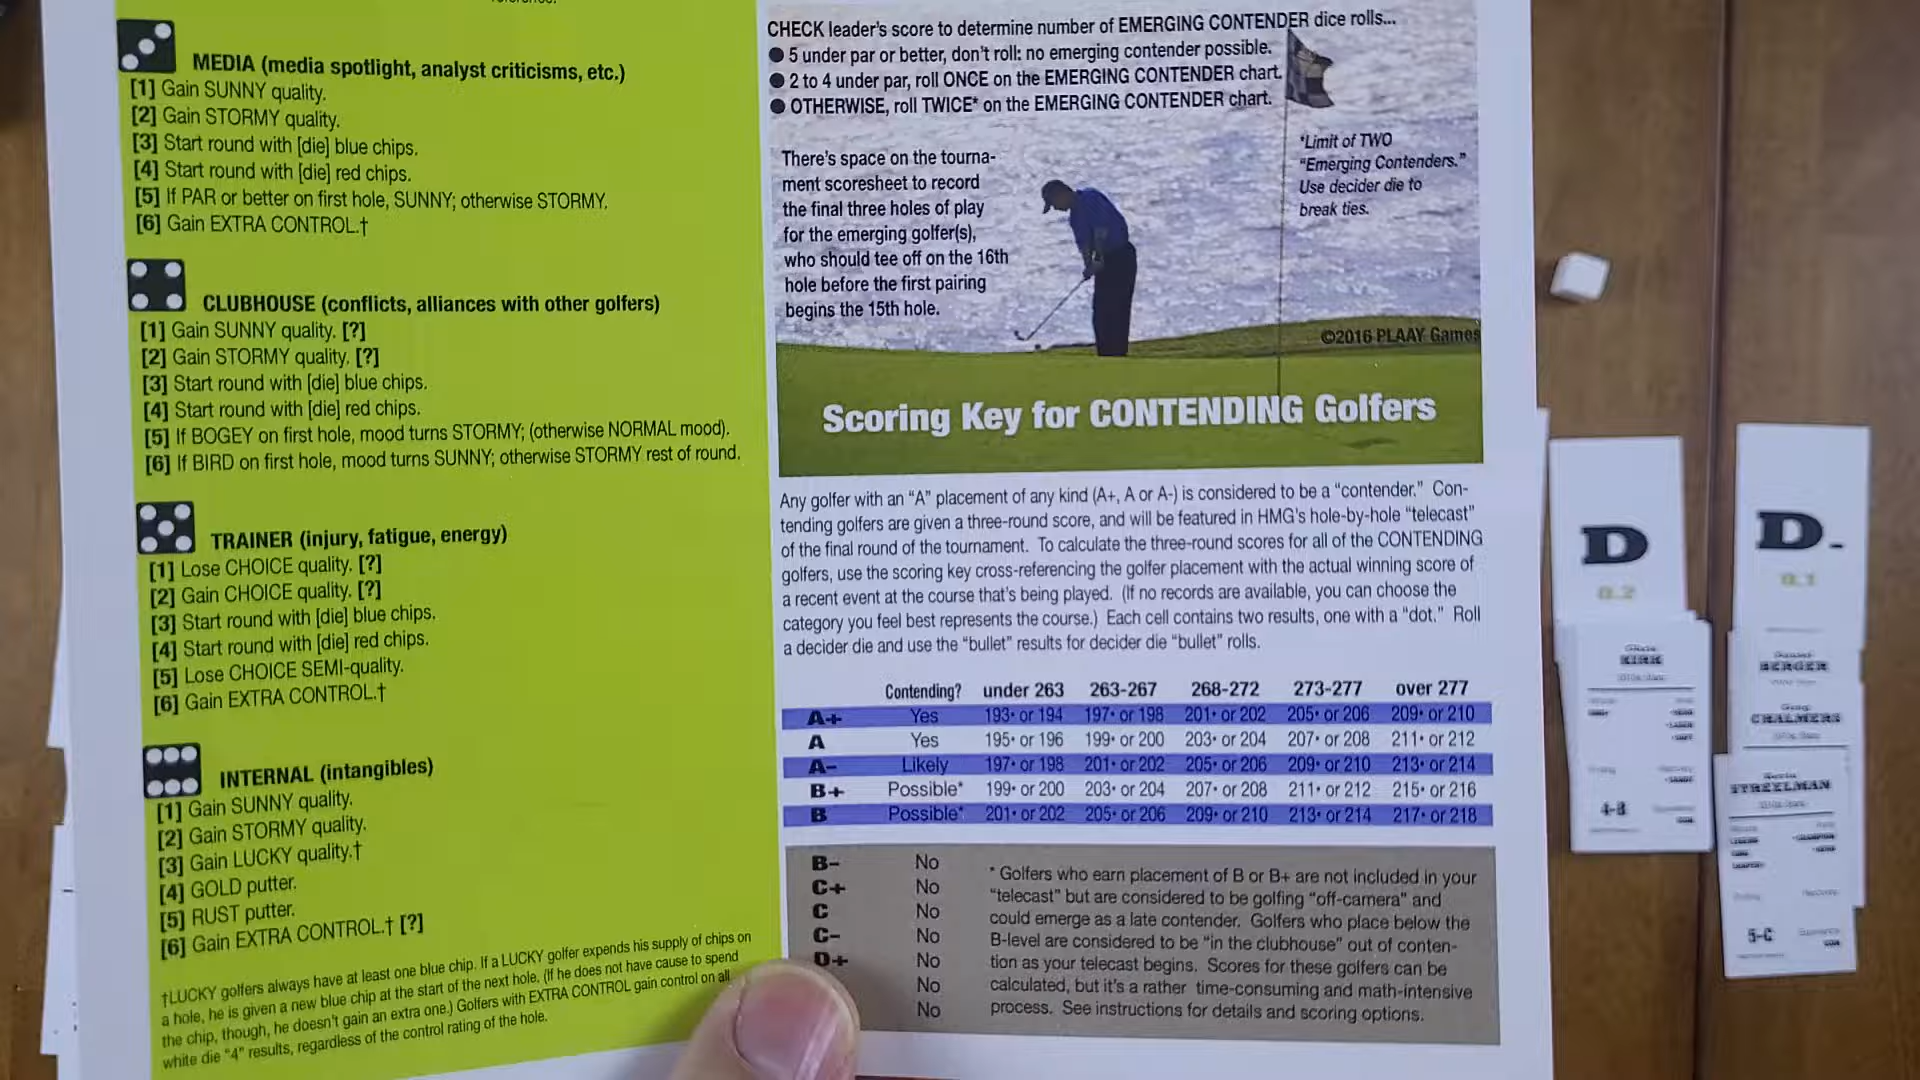 MEDIA (media spotlight, analyst criticisms, etc.)
[1] Gain SUNNY quality.
[2] Gain STORMY quality.
[3] Start round with [die] blue chips.
[4] Start round with [die] red chips.
[5] If PAR or better on first hole, SUNNY; otherwise STORMY.
[6] Gain EXTRA CONTROL.†
CLUBHOUSE (conflicts, alliances with other golfers)
[1] Gain SUNNY quality. [?]
[2] Gain STORMY quality. [?]
[3] Start round with [die] blue chips.
[4] Start round with [die] red chips.
[5] If BOGEY on first hole, mood turns STORMY; (otherwise NORMAL mood).
[6] If BIRD on first hole, mood turns SUNNY; otherwise STORMY rest of round.
TRAINER (injury, fatigue, energy)
[1] Lose CHOICE quality. [?]
[2] Gain CHOICE quality. [?]
[3] Start round with [die] blue chips.
[4] Start round with [die] red chips.
[5] Lose CHOICE SEMI-quality.
[6] Gain EXTRA CONTROL.†
INTERNAL (intangibles)
[1] Gain SUNNY quality.
[2] Gain STORMY quality.
[3] Gain LUCKY quality.†
[4] GOLD putter.
[5] RUST putter.
[6] Gain EXTRA CONTROL.† [?]
†LUCKY golfers always have at least one blue chip. If a LUCKY golfer expends his supply of chips on
a hole, he is given a new blue chip at the start of the next hole. (If he does not have cause to spend
the chip, though, he doesn't gain an extra one.) Golfers with EXTRA CONTROL gain control on all
white die "4" results, regardless of the control rating of the hole.
CHECK leader's score to determine number of EMERGING CONTENDER dice rolls...
● 5 under par or better, don't roll: no emerging contender possible.
● 2 to 4 under par, roll ONCE on the EMERGING CONTENDER chart.
● OTHERWISE, roll TWICE* on the EMERGING CONTENDER chart.
There's space on the tourna-
ment scoresheet to record
the final three holes of play
for the emerging golfer(s),
who should tee off on the 16th
hole before the first pairing
begins the 15th hole.
*Limit of TWO
"Emerging Contenders."
Use decider die to
break ties.
©2016 PLAAY Games
Scoring Key for CONTENDING Golfers
Any golfer with an "A" placement of any kind (A+, A or A-) is considered to be a "contender." Con-
tending golfers are given a three-round score, and will be featured in HMG's hole-by-hole "telecast"
of the final round of the tournament. To calculate the three-round scores for all of the CONTENDING
golfers, use the scoring key cross-referencing the golfer placement with the actual winning score of
a recent event at the course that's being played. (If no records are available, you can choose the
category you feel best represents the course.) Each cell contains two results, one with a "dot." Roll
a decider die and use the "bullet" results for decider die "bullet" rolls.
Contending? under 263 263-267 268-272 273-277 over 277
A+ Yes 193• or 194 197• or 198 201• or 202 205• or 206 209• or 210
A Yes 195• or 196 199• or 200 203• or 204 207• or 208 211• or 212
A- Likely 197• or 198 201• or 202 205• or 206 209• or 210 213• or 214
B+ Possible* 199• or 200 203• or 204 207• or 208 211• or 212 215• or 216
B Possible* 201• or 202 205• or 206 209• or 210 213• or 214 217• or 218
B- No
C+ No
C No
C- No
D+ No
No
No
* Golfers who earn placement of B or B+ are not included in your
"telecast" but are considered to be golfing "off-camera" and
could emerge as a late contender. Golfers who place below the
B-level are considered to be "in the clubhouse" out of conten-
tion as your telecast begins. Scores for these golfers can be
calculated, but it's a rather time-consuming and math-intensive
process. See instructions for details and scoring options.
D
KIRK
4-8
D-
BERGER
CHALMERS
STREELMAN
5-C